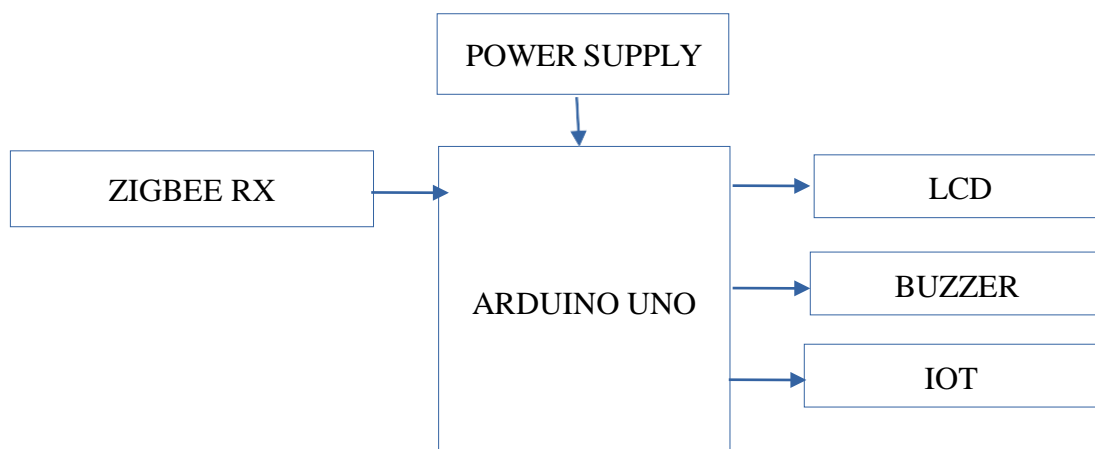 POWER SUPPLY
ZIGBEE RX
LCD
ARDUINO UNO
BUZZER
IOT